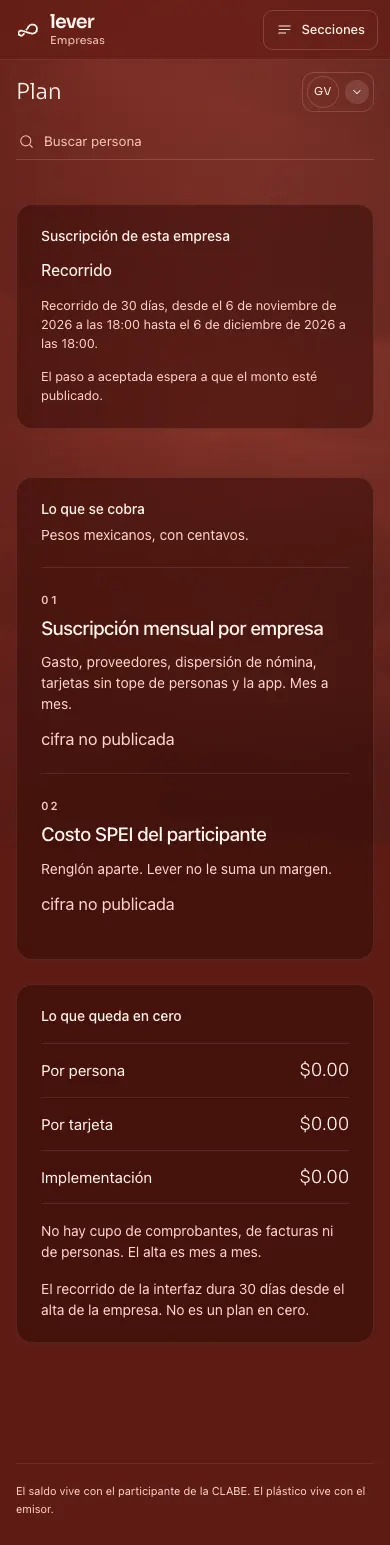 lever
Empresas
Secciones
Plan
GV
Buscar persona
Suscripción de esta empresa
Recorrido
Recorrido de 30 días, desde el 6 de noviembre de
2026 a las 18:00 hasta el 6 de diciembre de 2026 a
las 18:00.
El paso a aceptada espera a que el monto esté
publicado.
Lo que se cobra
Pesos mexicanos, con centavos.
01
Suscripción mensual por empresa
Gasto, proveedores, dispersión de nómina,
tarjetas sin tope de personas y la app. Mes a
mes.
cifra no publicada
02
Costo SPEI del participante
Renglón aparte. Lever no le suma un margen.
cifra no publicada
Lo que queda en cero
Por persona $0.00
Por tarjeta $0.00
Implementación $0.00
No hay cupo de comprobantes, de facturas ni
de personas. El alta es mes a mes.
El recorrido de la interfaz dura 30 días desde el
alta de la empresa. No es un plan en cero.
El saldo vive con el participante de la CLABE. El plástico vive con el
emisor.